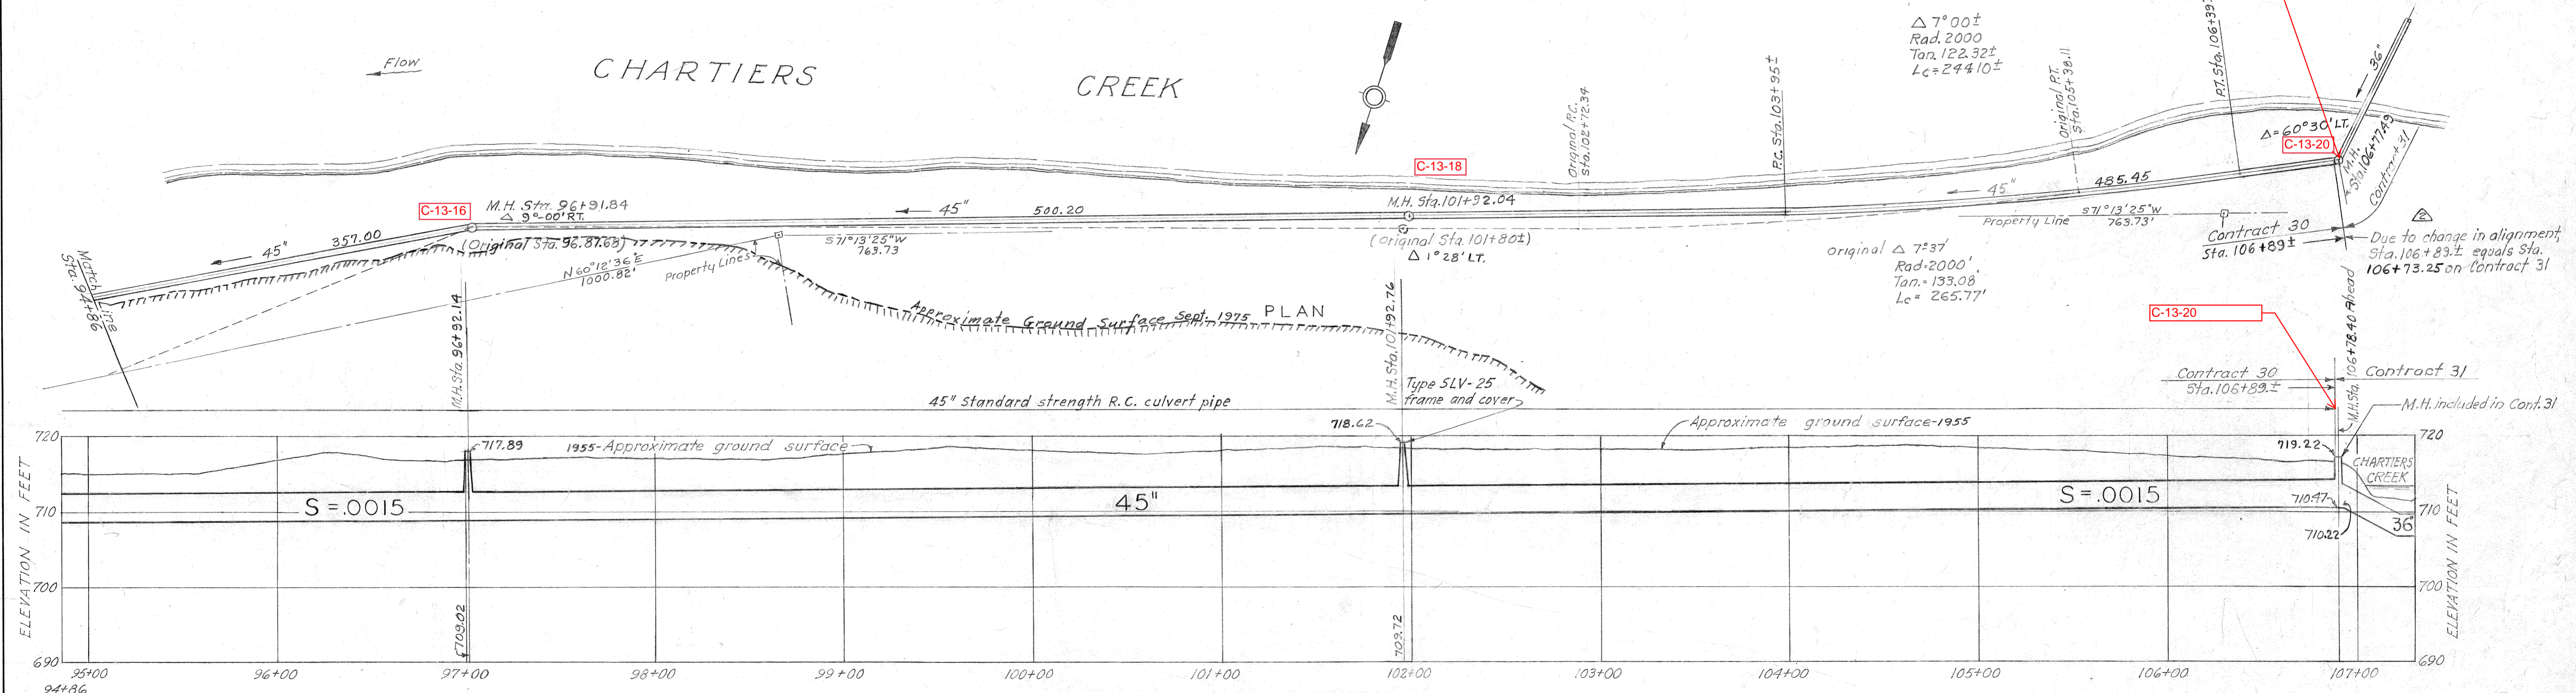 Flow
CHARTIERS
CREEK
Δ 7°00'±
Rad. 2000
Tan. 122.32±
Lc = 244.10±
Original P.C.
Sta. 102+72.34
P.C. Sta. 103+95±
Original P.T.
Sta. 105+38.11
P.T. Sta. 106+39
36"
Δ = 60°30' LT.
C-13-20
M.H.
Sta. 106+77.49
Contract 31
C-13-18
C-13-16
M.H. Sta. 96+91.84
Δ 9°-00' RT.
45"
500.20
M.H. Sta. 101+92.04
45"
485.45
45"
357.00
(Original Sta. 96.87.63)
S 71°13'25"W
763.73
(Original Sta. 101+80±)
Δ 1°28' LT.
Property Line
S 71°13'25"W
763.73'
Contract 30
Sta. 106+89±
2
Due to change in alignment,
Sta. 106+89.± equals Sta.
106+73.25 on Contract 31
Match Line
Sta. 94+86
N 60°12'36"E
1000.82'
Property Lines
original Δ 7°37'
Rad=2000'
Tan.=133.08'
Lc= 265.77'
Approximate Ground Surface Sept. 1975
PLAN
C-13-20
M.H. Sta. 96+92.14
M.H. Sta. 101+92.76
M.H. Sta. 106+78.40 Ahead
Type SLV-25
frame and cover
45" Standard strength R.C. culvert pipe
Contract 30
Sta. 106+89.±
Contract 31
M.H. included in Cont. 31
720
717.89
1955-Approximate ground surface
718.62
Approximate ground surface-1955
719.22
720
CHARTIERS
CREEK
S = .0015
45"
S = .0015
710.47
710
710
36"
710.22
ELEVATION IN FEET
ELEVATION IN FEET
700
700
709.02
709.72
690
690
95+00
96+00
97+00
98+00
99+00
100+00
101+00
102+00
103+00
104+00
105+00
106+00
107+00
94+86